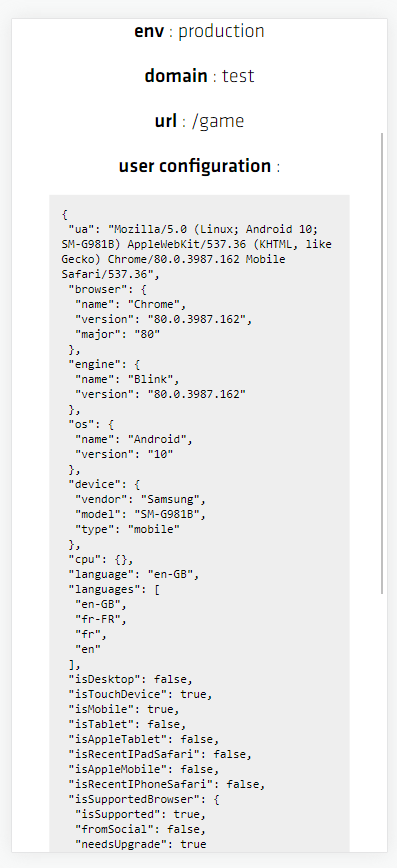 env : production
domain : test
url : /game
user configuration :
{
"ua": "Mozilla/5.0 (Linux; Android 10;
SM-G981B) AppleWebKit/537.36 (KHTML, like
Gecko) Chrome/80.0.3987.162 Mobile
Safari/537.36",
"browser": {
"name": "Chrome",
"version": "80.0.3987.162",
"major": "80"
},
"engine": {
"name": "Blink",
"version": "80.0.3987.162"
},
"os": {
"name": "Android",
"version": "10"
},
"device": {
"vendor": "Samsung",
"model": "SM-G981B",
"type": "mobile"
},
"cpu": {},
"language": "en-GB",
"languages": [
"en-GB",
"fr-FR",
"fr",
"en"
],
"isDesktop": false,
"isTouchDevice": true,
"isMobile": true,
"isTablet": false,
"isAppleTablet": false,
"isRecentIPadSafari": false,
"isAppleMobile": false,
"isRecentIPhoneSafari": false,
"isSupportedBrowser": {
"isSupported": true,
"fromSocial": false,
"needsUpgrade": true